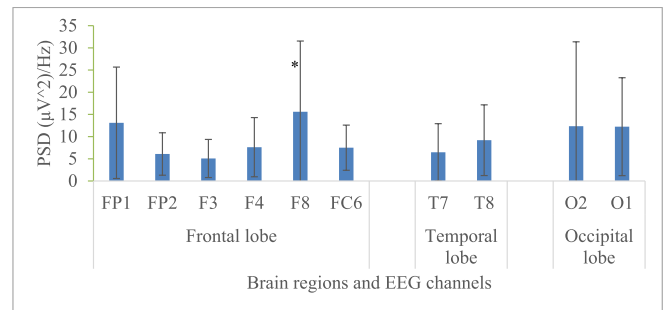 PSD (µV^2)/Hz)
35
30
25
20
15
10
5
0
*
FP1 FP2 F3 F4 F8 FC6 T7 T8 O2 O1
Frontal lobe Temporal lobe Occipital lobe
Brain regions and EEG channels